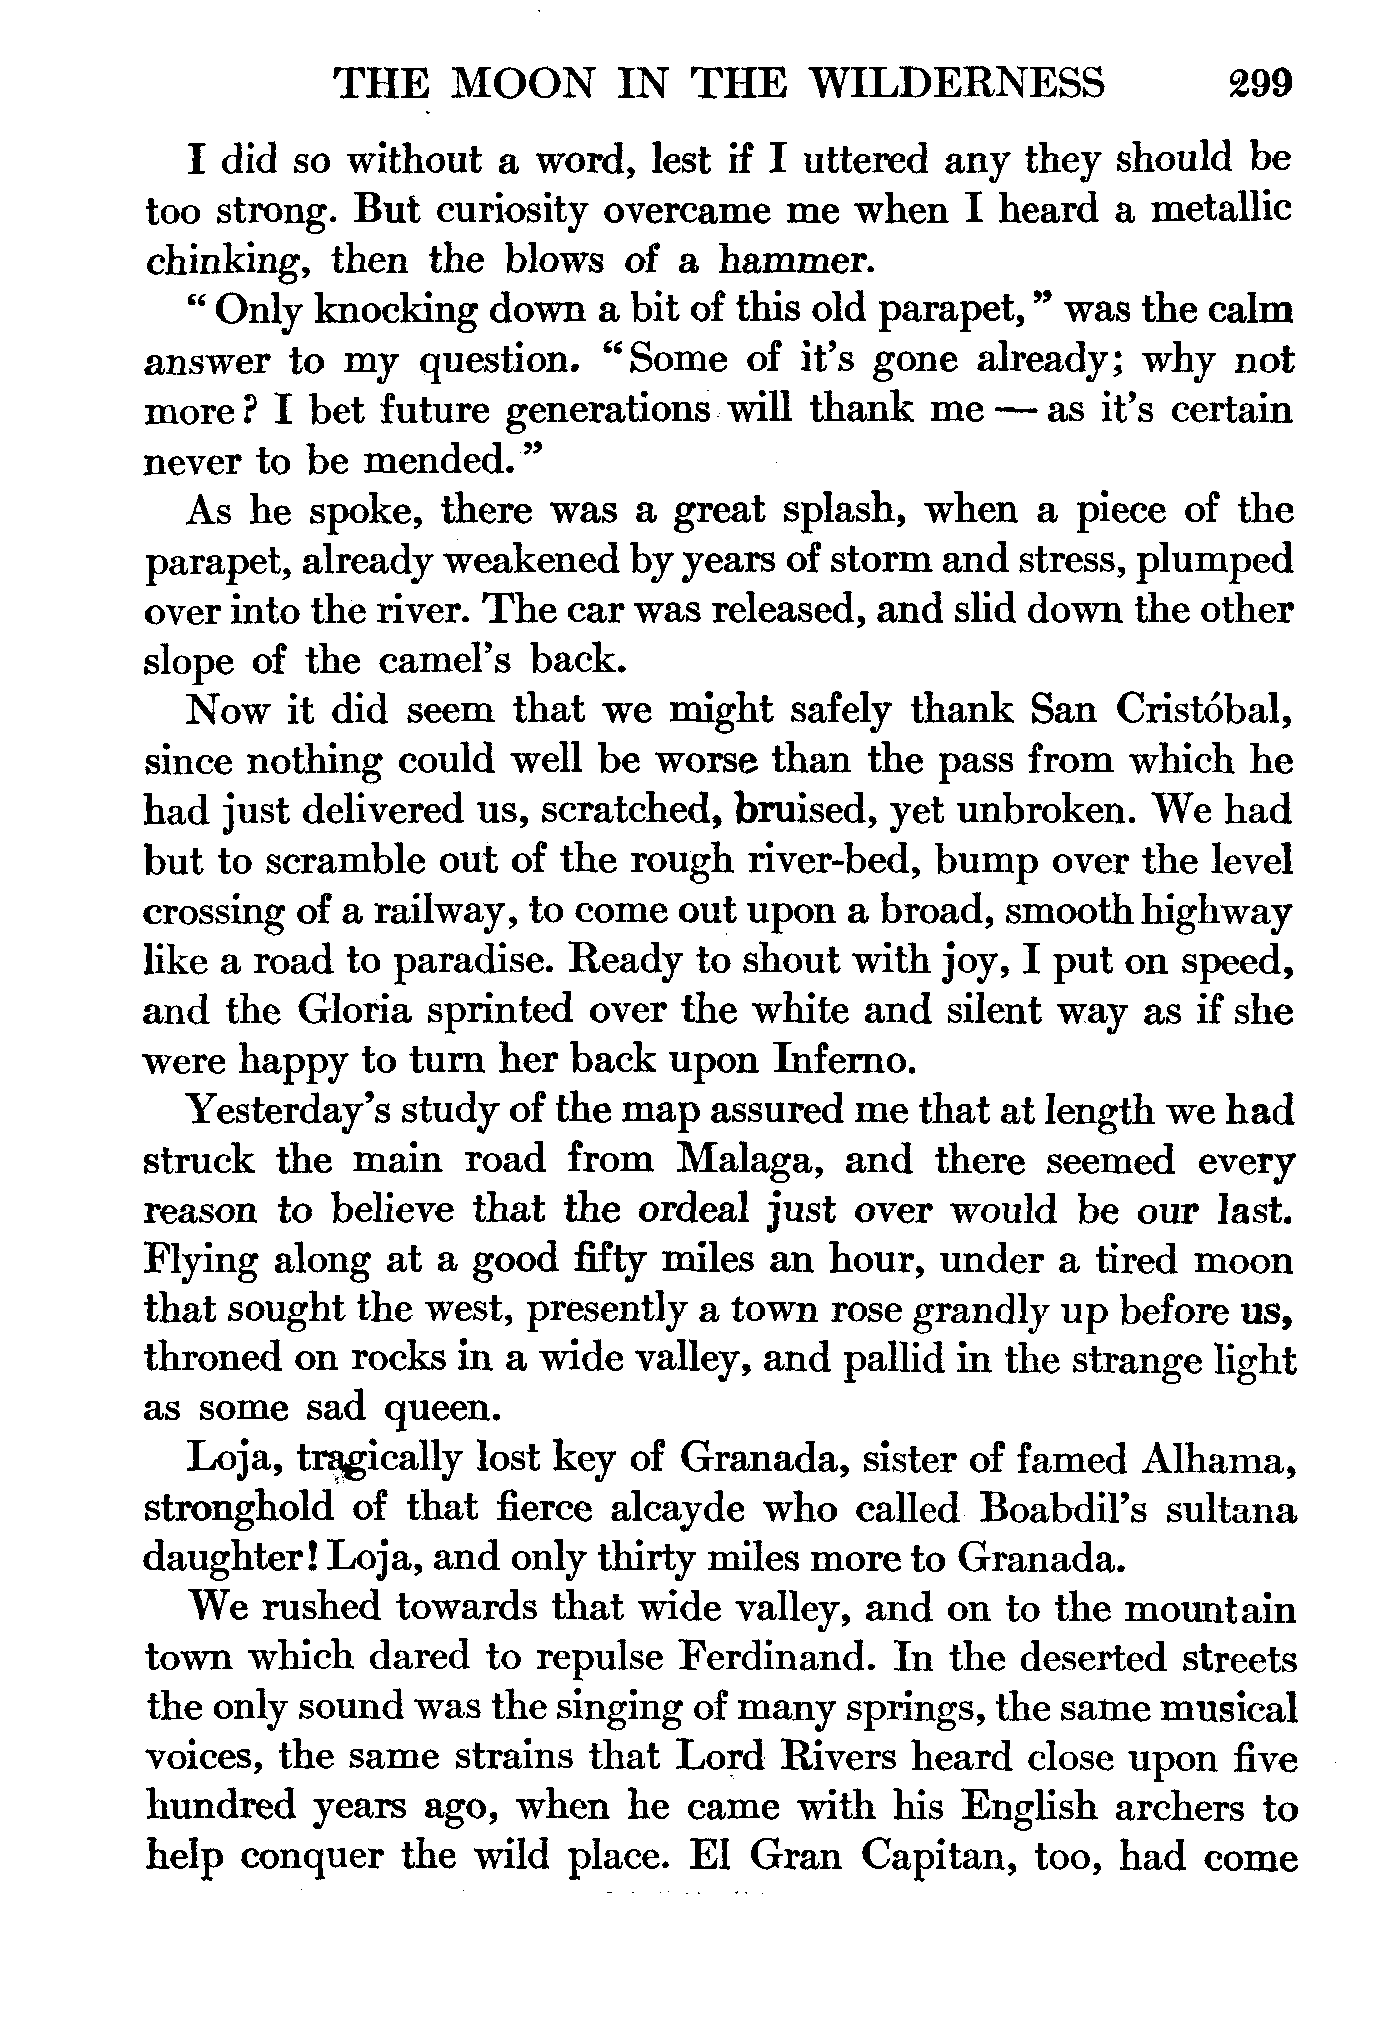 THE MOON IN THE WILDERNESS 299
I did so without a word, lest if I uttered any they should be
too strong. But curiosity overcame me when I heard a metallic
chinking, then the blows of a hammer.
“Only knocking down a bit of this old parapet,” was the calm
answer to my question. “Some of it’s gone already; why not
more? I bet future generations will thank me — as it’s certain
never to be mended.”
As he spoke, there was a great splash, when a piece of the
parapet, already weakened by years of storm and stress, plumped
over into the river. The car was released, and slid down the other
slope of the camel’s back.
Now it did seem that we might safely thank San Cristóbal,
since nothing could well be worse than the pass from which he
had just delivered us, scratched, bruised, yet unbroken. We had
but to scramble out of the rough river-bed, bump over the level
crossing of a railway, to come out upon a broad, smooth highway
like a road to paradise. Ready to shout with joy, I put on speed,
and the Gloria sprinted over the white and silent way as if she
were happy to turn her back upon Inferno.
Yesterday’s study of the map assured me that at length we had
struck the main road from Malaga, and there seemed every
reason to believe that the ordeal just over would be our last.
Flying along at a good fifty miles an hour, under a tired moon
that sought the west, presently a town rose grandly up before us,
throned on rocks in a wide valley, and pallid in the strange light
as some sad queen.
Loja, tragically lost key of Granada, sister of famed Alhama,
stronghold of that fierce alcayde who called Boabdil’s sultana
daughter! Loja, and only thirty miles more to Granada.
We rushed towards that wide valley, and on to the mountain
town which dared to repulse Ferdinand. In the deserted streets
the only sound was the singing of many springs, the same musical
voices, the same strains that Lord Rivers heard close upon five
hundred years ago, when he came with his English archers to
help conquer the wild place. El Gran Capitan, too, had come